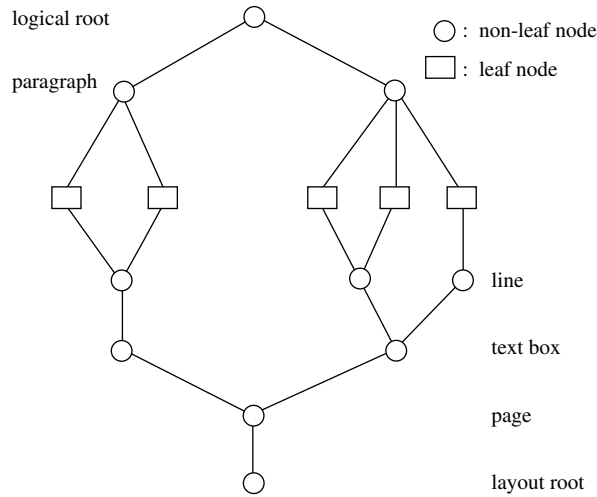 logical root
: non-leaf node
paragraph
: leaf node
line
text box
page
layout root